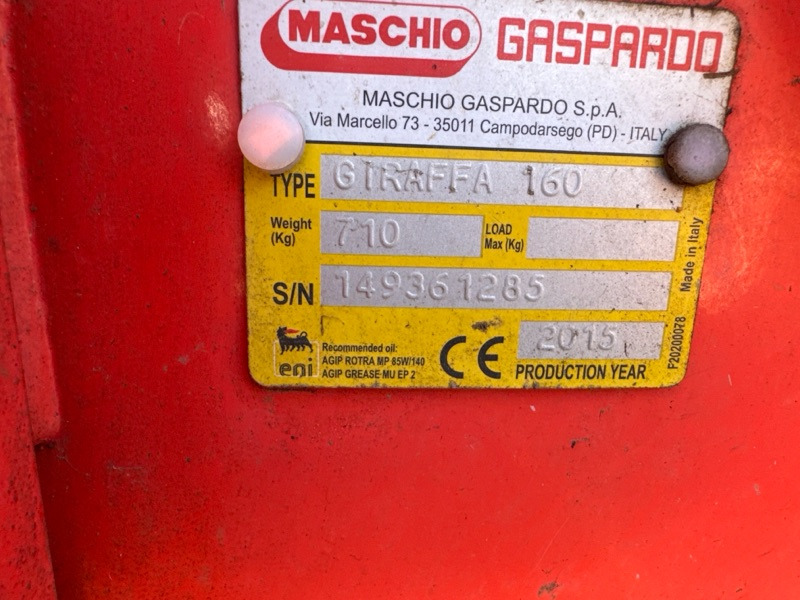 MASCHIO GASPARDO
MASCHIO GASPARDO S.p.A.
Via Marcello 73 - 35011 Campodarsego (PD) - ITALY
TYPE GIRAFFA 160
Weight (Kg) 710 LOAD Max (Kg)
S/N 149361285
eni
Recommended oil:
AGIP ROTRA MP 85W/140
AGIP GREASE MU EP 2
CE
2015
PRODUCTION YEAR
Made in Italy
P20200078